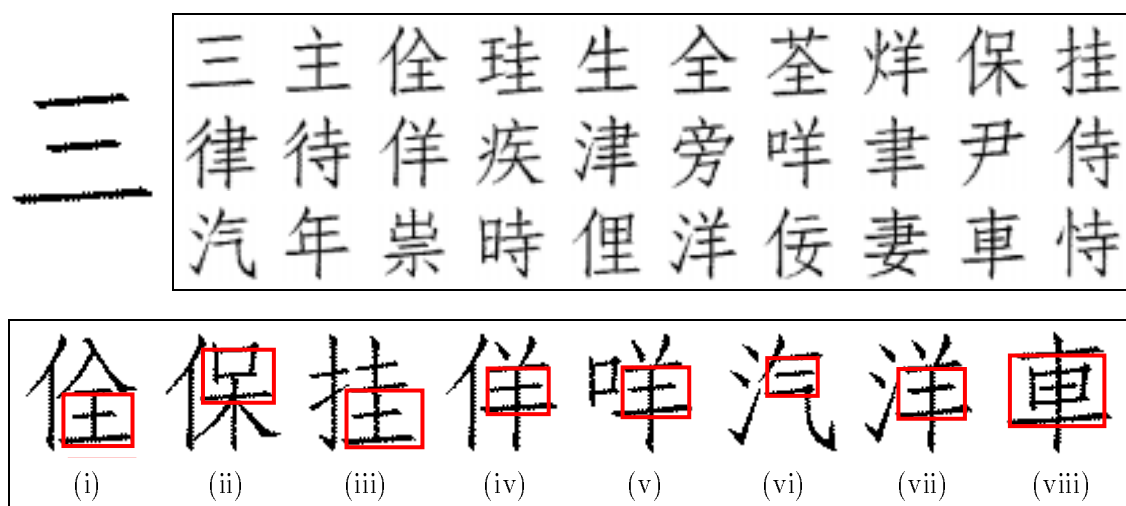 三
三 主 佺 珪 生 全 荃 烊 保 挂
律 待 佯 疾 津 旁 咩 聿 尹 侍
汽 年 祟 時 俚 洋 佞 妻 車 恃
佺 保 挂 佯 咩 汽 洋 車
(i) (ii) (iii) (iv) (v) (vi) (vii) (viii)